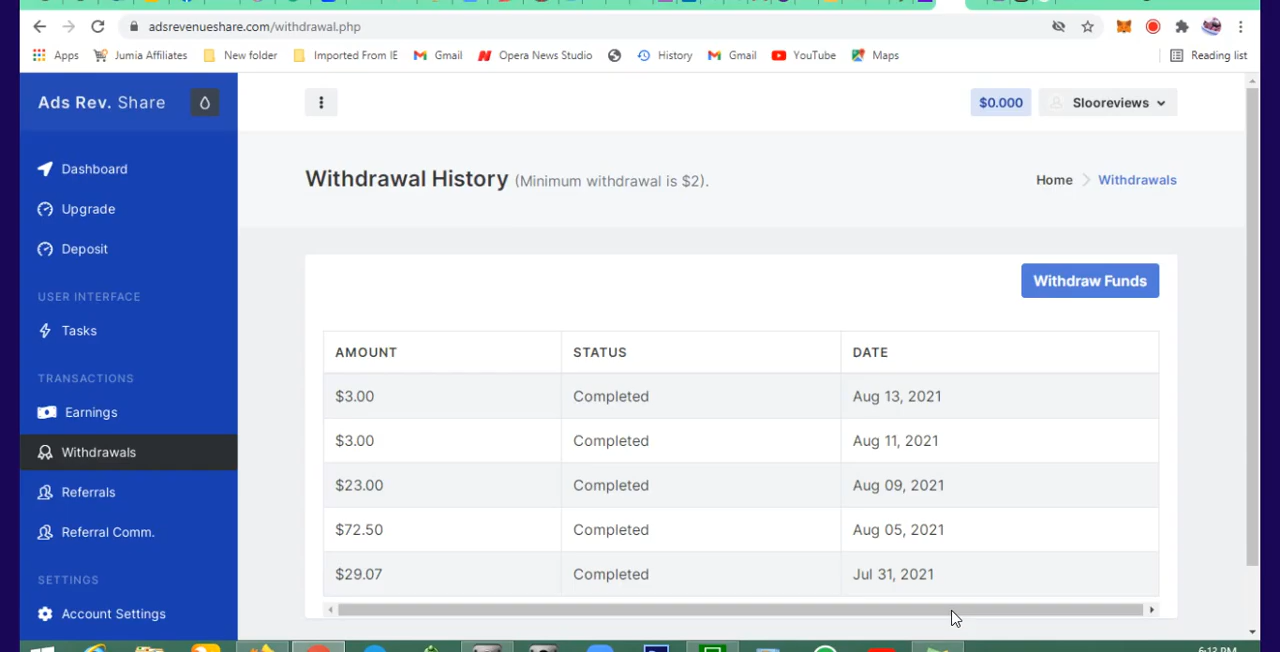 adsrevenueshare.com/withdrawal.php
Apps Jumia Affiliates New folder Imported From IE Gmail Opera News Studio History Gmail YouTube Maps Reading list
Ads Rev. Share
$0.000 Slooreviews
Dashboard
Upgrade
Deposit
USER INTERFACE
Tasks
TRANSACTIONS
Earnings
Withdrawals
Referrals
Referral Comm.
SETTINGS
Account Settings
Withdrawal History (Minimum withdrawal is $2).
Home Withdrawals
Withdraw Funds
AMOUNT STATUS DATE
$3.00 Completed Aug 13, 2021
$3.00 Completed Aug 11, 2021
$23.00 Completed Aug 09, 2021
$72.50 Completed Aug 05, 2021
$29.07 Completed Jul 31, 2021